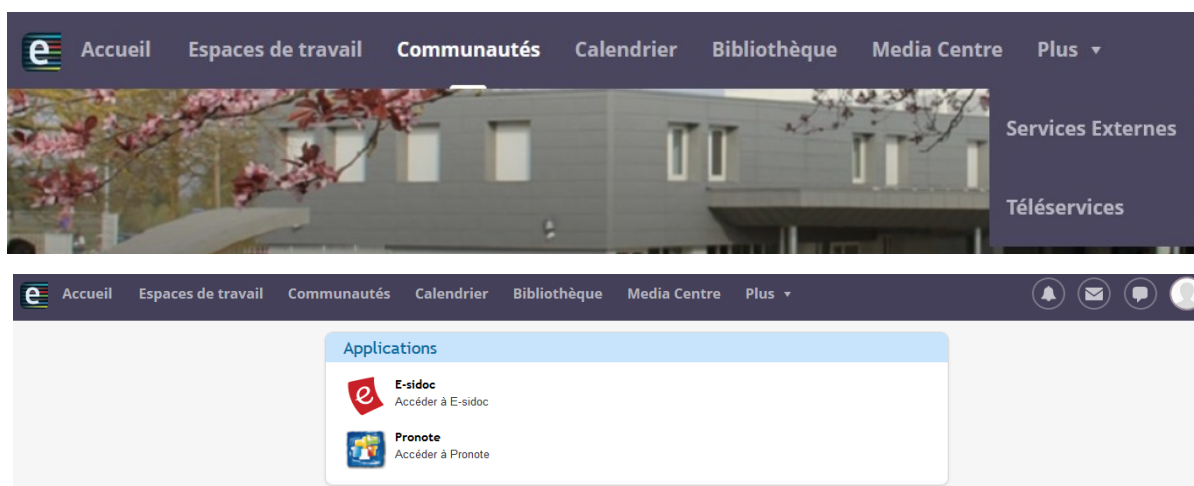 e Accueil Espaces de travail Communautés Calendrier Bibliothèque Media Centre Plus
Services Externes
Téléservices
e Accueil Espaces de travail Communautés Calendrier Bibliothèque Media Centre Plus
Applications
e E-sidoc
Accéder à E-sidoc
Pronote
Accéder à Pronote